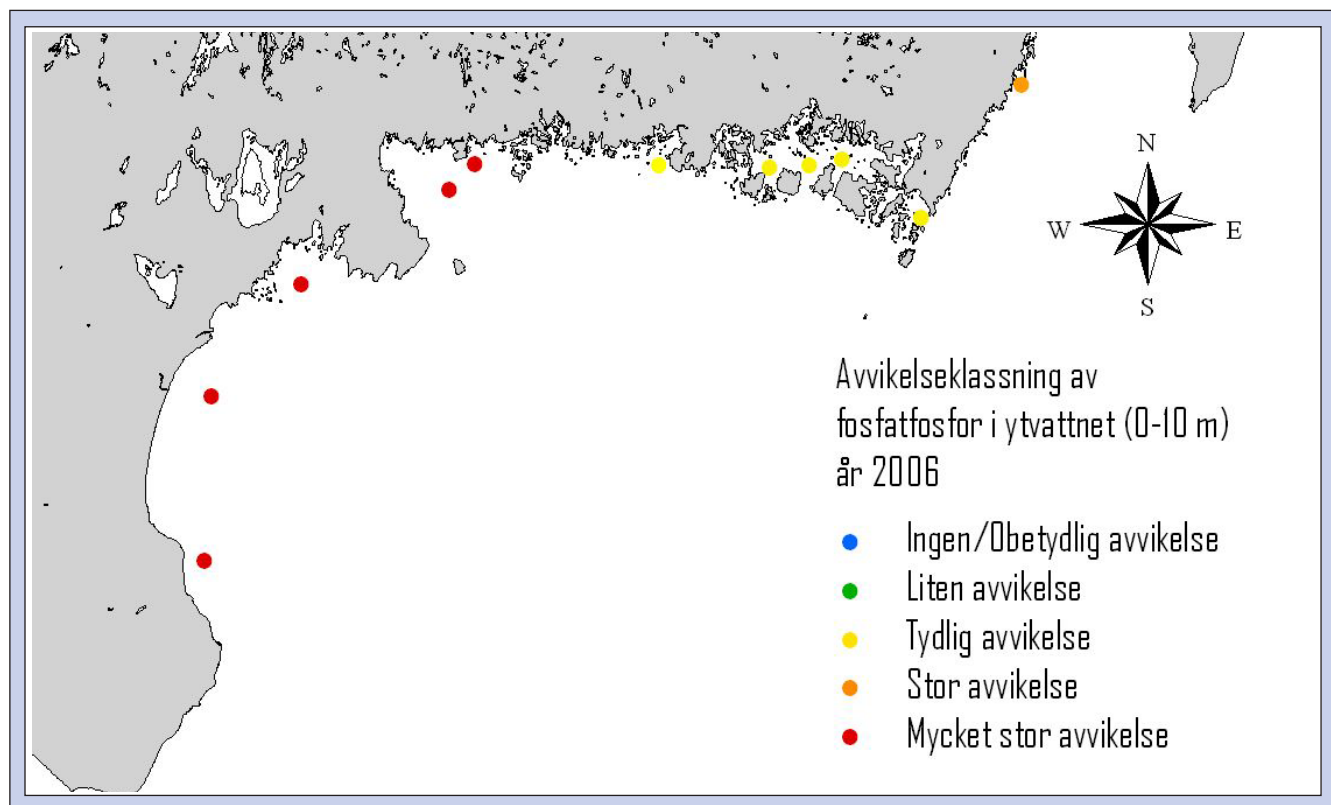 N
W
E
S
Avvikelseklassning av
fosfatfosfor i ytvattnet (0-10 m)
år 2006
Ingen/Obetydlig avvikelse
Liten avvikelse
Tydlig avvikelse
Stor avvikelse
Mycket stor avvikelse